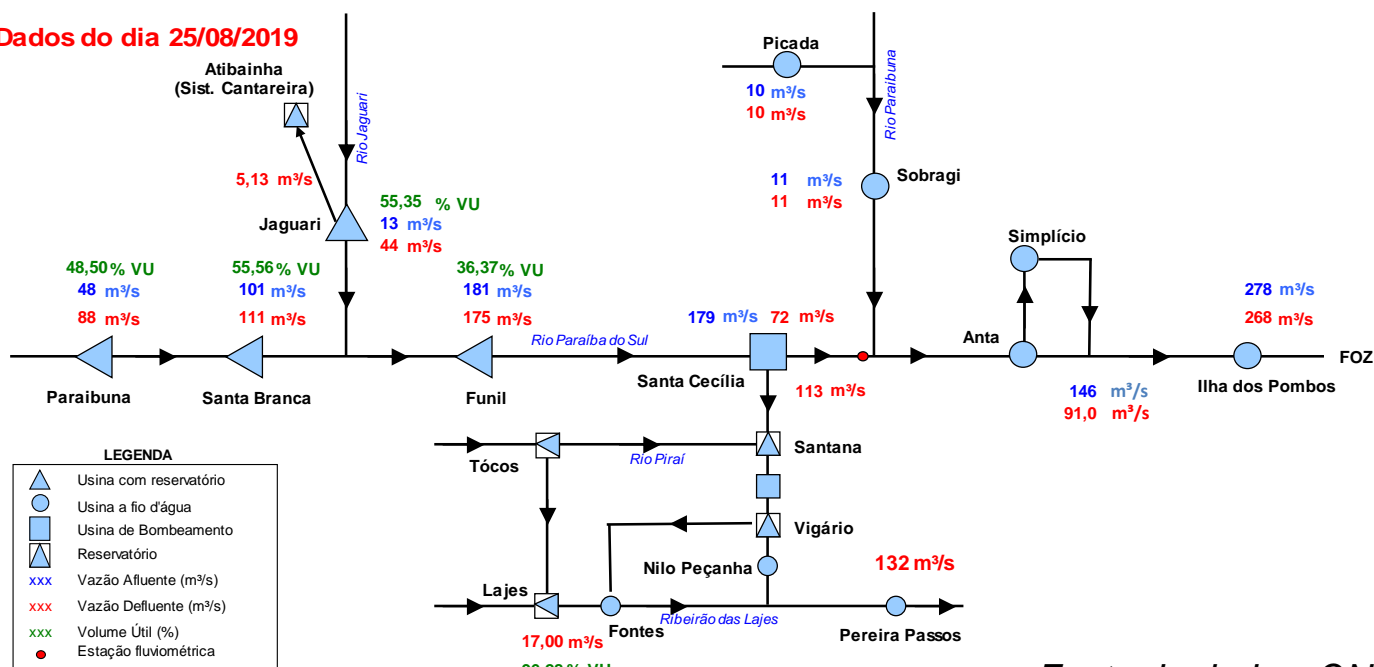 Dados do dia 25/08/2019
Atibainha
(Sist. Cantareira)
Rio Jaguari
5,13 m³/s
Jaguari
55,35 % VU
13 m³/s
44 m³/s
Picada
10 m³/s
10 m³/s
Rio Paraibuna
11 m³/s
11 m³/s
Sobragi
Simplício
48,50% VU
48 m³/s
88 m³/s
Paraibuna
55,56% VU
101 m³/s
111 m³/s
Santa Branca
36,37% VU
181 m³/s
175 m³/s
Funil
Rio Paraíba do Sul
179 m³/s 72 m³/s
Santa Cecília
113 m³/s
Anta
146 m³/s
91,0 m³/s
278 m³/s
268 m³/s
Ilha dos Pombos
FOZ
Tócos
Rio Piraí
Santana
Vigário
Nilo Peçanha
132 m³/s
Lajes
17,00 m³/s
Fontes
Ribeirão das Lajes
Pereira Passos
LEGENDA
Usina com reservatório
Usina a fio d'água
Usina de Bombeamento
Reservatório
xxx Vazão Afluente (m³/s)
xxx Vazão Defluente (m³/s)
xxx Volume Útil (%)
Estação fluviométrica
% VU